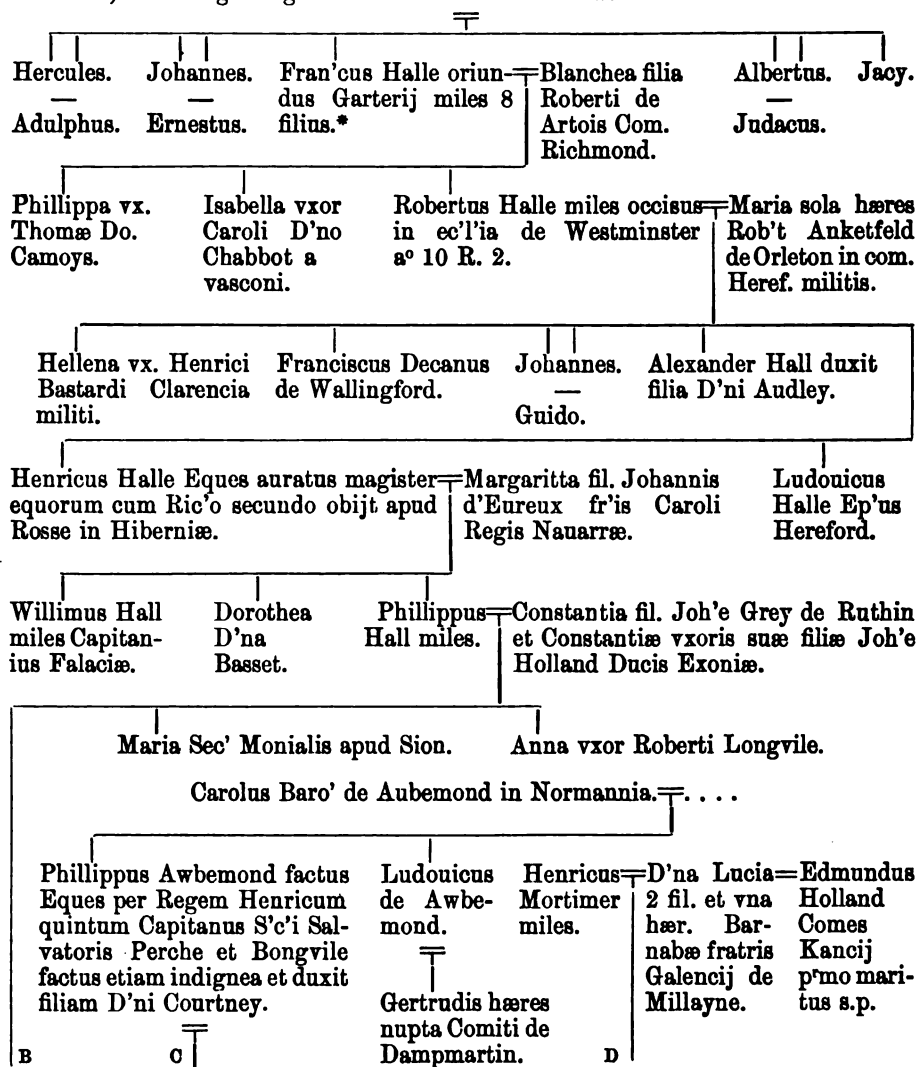 Hercules.
—
Adulphus.
Johannes.
—
Ernestus.
Fran'cus Halle oriun-
dus Garterij miles 8
filius.*
Blanchea filia
Roberti de
Artois Com.
Richmond.
Albertus.
—
Judacus.
Jacy.
Phillippa vx.
Thomæ Do.
Camoys.
Isabella vxor
Caroli D'no
Chabbot a
vasconi.
Robertus Halle miles occisus
in ec'l'ia de Westminster
aº 10 R. 2.
Maria sola hæres
Rob't Anketfeld
de Orleton in com.
Heref. militis.
Hellena vx. Henrici
Bastardi Clarencia
militi.
Franciscus Decanus
de Wallingford.
Johannes.
—
Guido.
Alexander Hall duxit
filia D'ni Audley.
Henricus Halle Eques auratus magister
equorum cum Ric'o secundo obijt apud
Rosse in Hiberniæ.
Margaritta fil. Johannis
d'Eureux fr'is Caroli
Regis Nauarræ.
Ludouicus
Halle Ep'us
Hereford.
Willimus Hall
miles Capitan-
ius Falaciæ.
Dorothea
D'na
Basset.
Phillippus
Hall miles.
Constantia fil. Joh'e Grey de Ruthin
et Constantiæ vxoris suæ filiæ Joh'e
Holland Ducis Exoniæ.
Maria Sec' Monialis apud Sion.
Anna vxor Roberti Longvile.
Carolus Baro' de Aubemond in Normannia. . . . .
Phillippus Awbemond factus
Eques per Regem Henricum
quintum Capitanus S'c'i Sal-
vatoris Perche et Bongvile
factus etiam indignea et duxit
filiam D'ni Courtney.
Ludouicus
de Awbe-
mond.
Gertrudis hæres
nupta Comiti de
Dampmartin.
Henricus
Mortimer
miles.
D'na Lucia
2 fil. et vna
hær. Bar-
nabæ fratris
Galencij de
Millayne.
Edmundus
Holland
Comes
Kancij
pʳmo mari-
tus s.p.
B
C
D